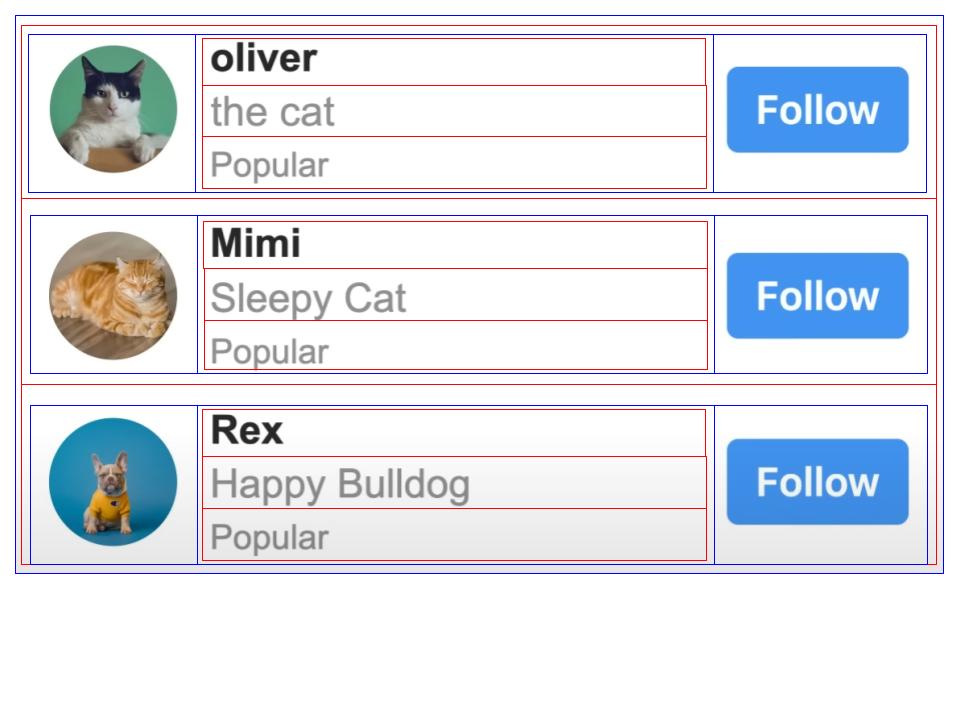 oliver
the cat
Popular
Follow
Mimi
Sleepy Cat
Popular
Follow
Rex
Happy Bulldog
Popular
Follow